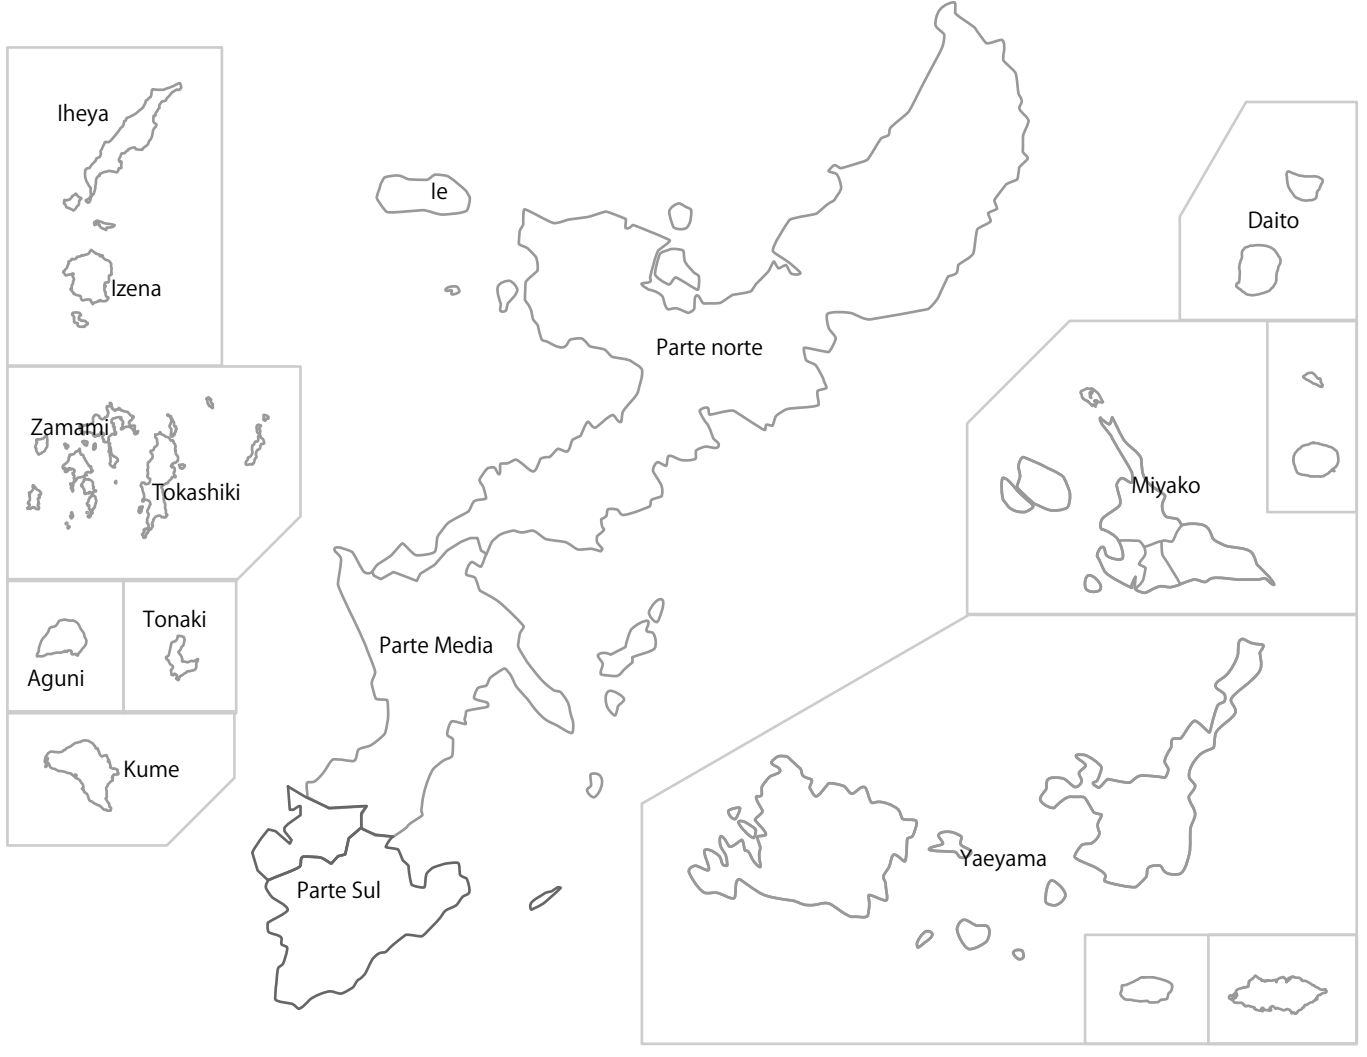 Iheya
Ie
Daito
Izena
Parte norte
Zamami
Tokashiki
Miyako
Tonaki
Parte Media
Aguni
Kume
Yaeyama
Parte Sul